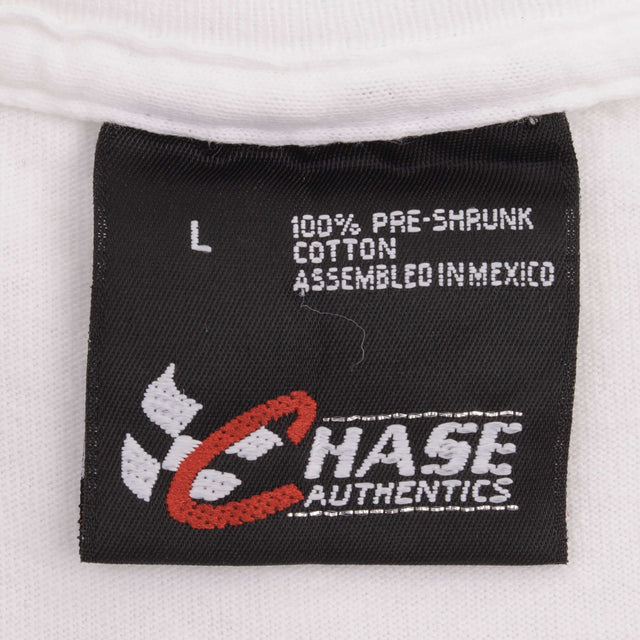 L
100% PRE-SHRUNK
COTTON
ASSEMBLED IN MEXICO
CHASE
AUTHENTICS